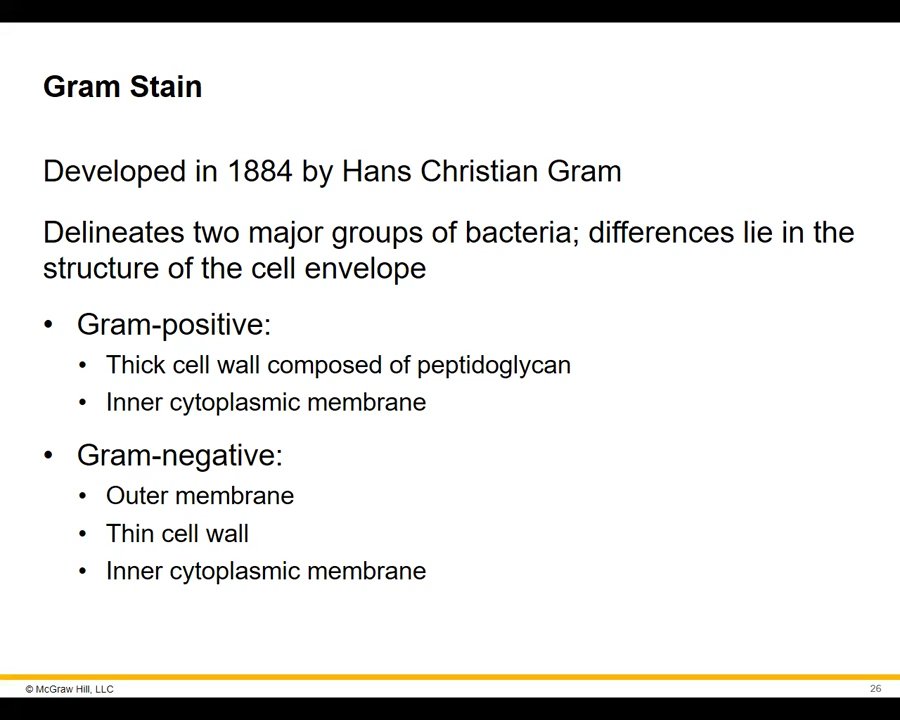 Gram Stain
Developed in 1884 by Hans Christian Gram
Delineates two major groups of bacteria; differences lie in the
structure of the cell envelope
• Gram-positive:
• Thick cell wall composed of peptidoglycan
• Inner cytoplasmic membrane
• Gram-negative:
• Outer membrane
• Thin cell wall
• Inner cytoplasmic membrane
© McGraw Hill, LLC
26